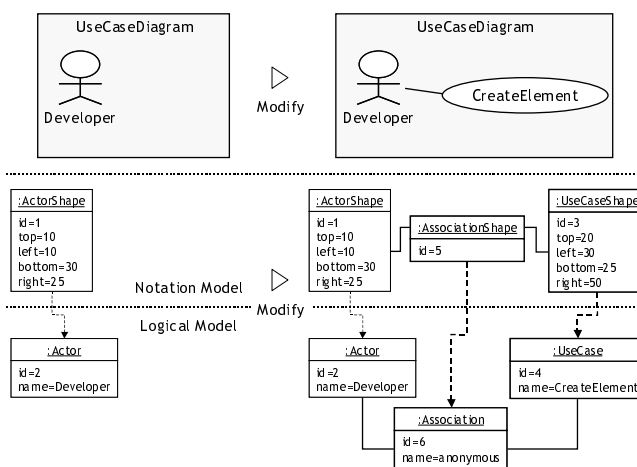 UseCaseDiagram
Developer
Modify
UseCaseDiagram
Developer
CreateElement
:ActorShape
id=1
top=10
left=10
bottom=30
right=25
Notation Model
Modify
Logical Model
:Actor
id=2
name=Developer
:ActorShape
id=1
top=10
left=10
bottom=30
right=25
:AssociationShape
id=5
:UseCaseShape
id=3
top=20
left=30
bottom=25
right=50
:Actor
id=2
name=Developer
:UseCase
id=4
name=CreateElement
:Association
id=6
name=anonymous